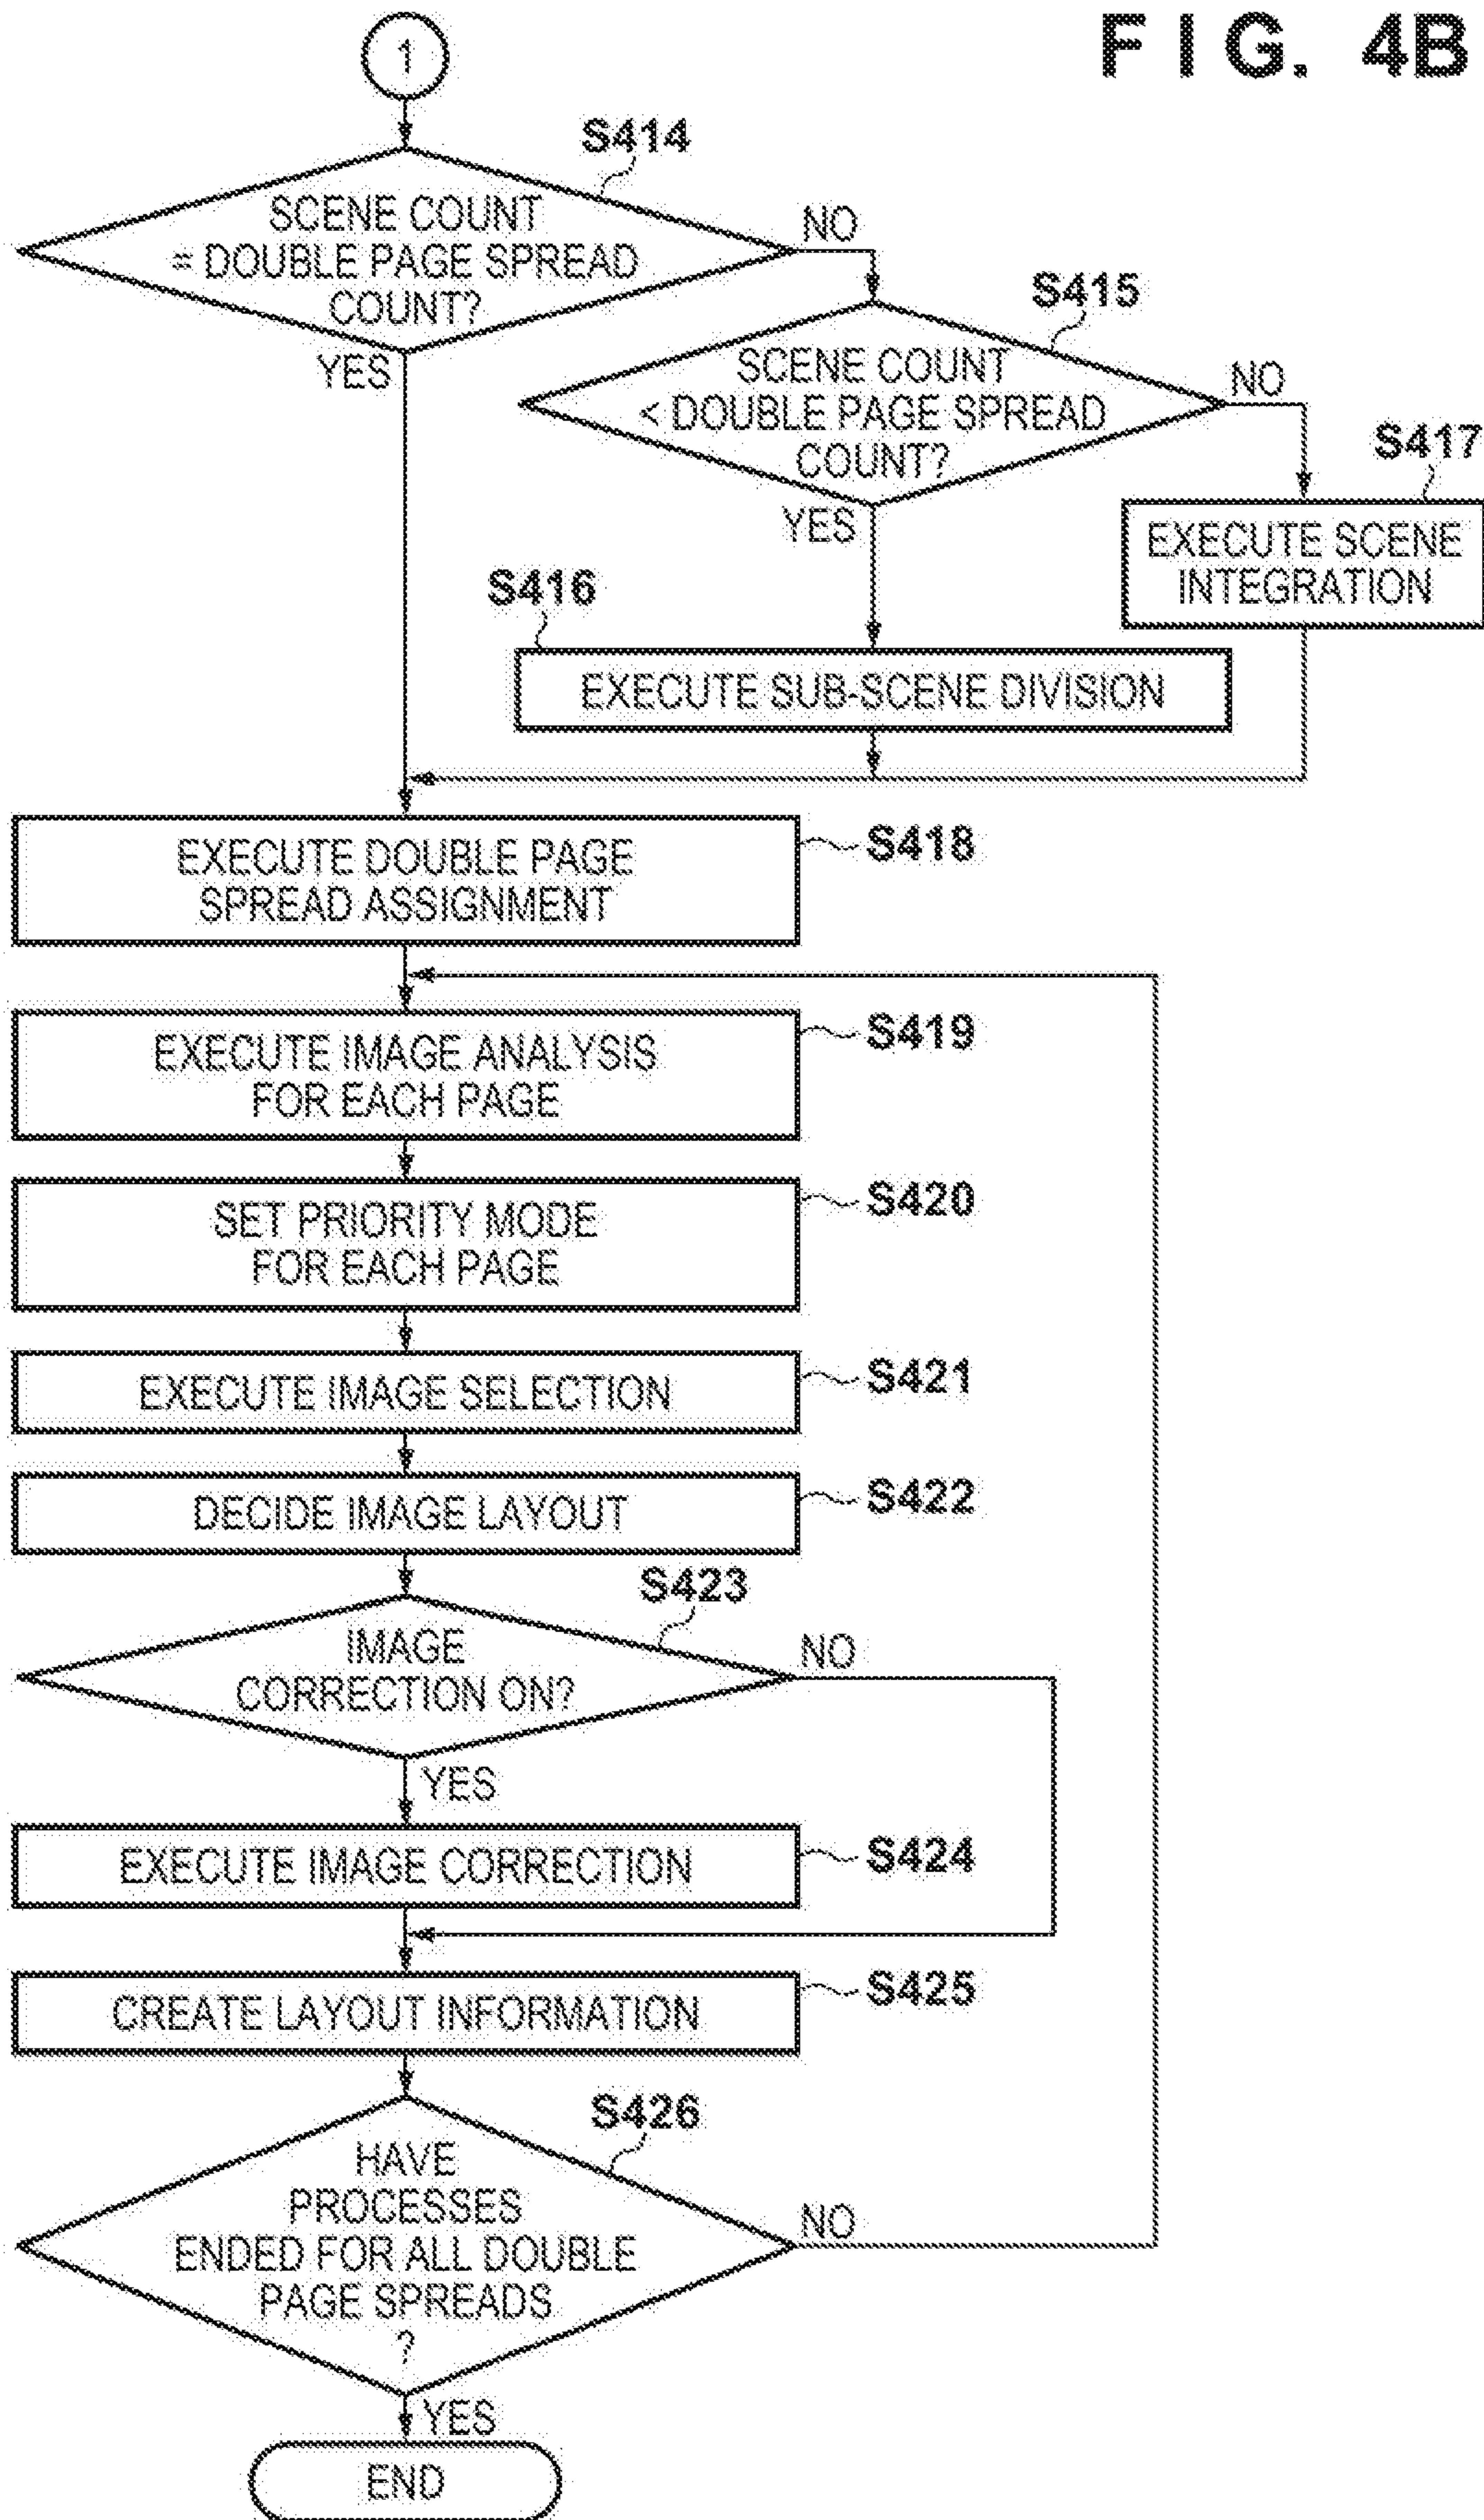 FIG. 4B
1
S414
SCENE COUNT
= DOUBLE PAGE SPREAD
COUNT?
NO
YES
S415
SCENE COUNT
< DOUBLE PAGE SPREAD
COUNT?
NO
YES
S417
EXECUTE SCENE
INTEGRATION
S416
EXECUTE SUB-SCENE DIVISION
EXECUTE DOUBLE PAGE
SPREAD ASSIGNMENT
S418
EXECUTE IMAGE ANALYSIS
FOR EACH PAGE
S419
SET PRIORITY MODE
FOR EACH PAGE
S420
EXECUTE IMAGE SELECTION
S421
DECIDE IMAGE LAYOUT
S422
S423
IMAGE
CORRECTION ON?
NO
YES
EXECUTE IMAGE CORRECTION
S424
CREATE LAYOUT INFORMATION
S425
S426
HAVE
PROCESSES
ENDED FOR ALL DOUBLE
PAGE SPREADS
?
NO
YES
END